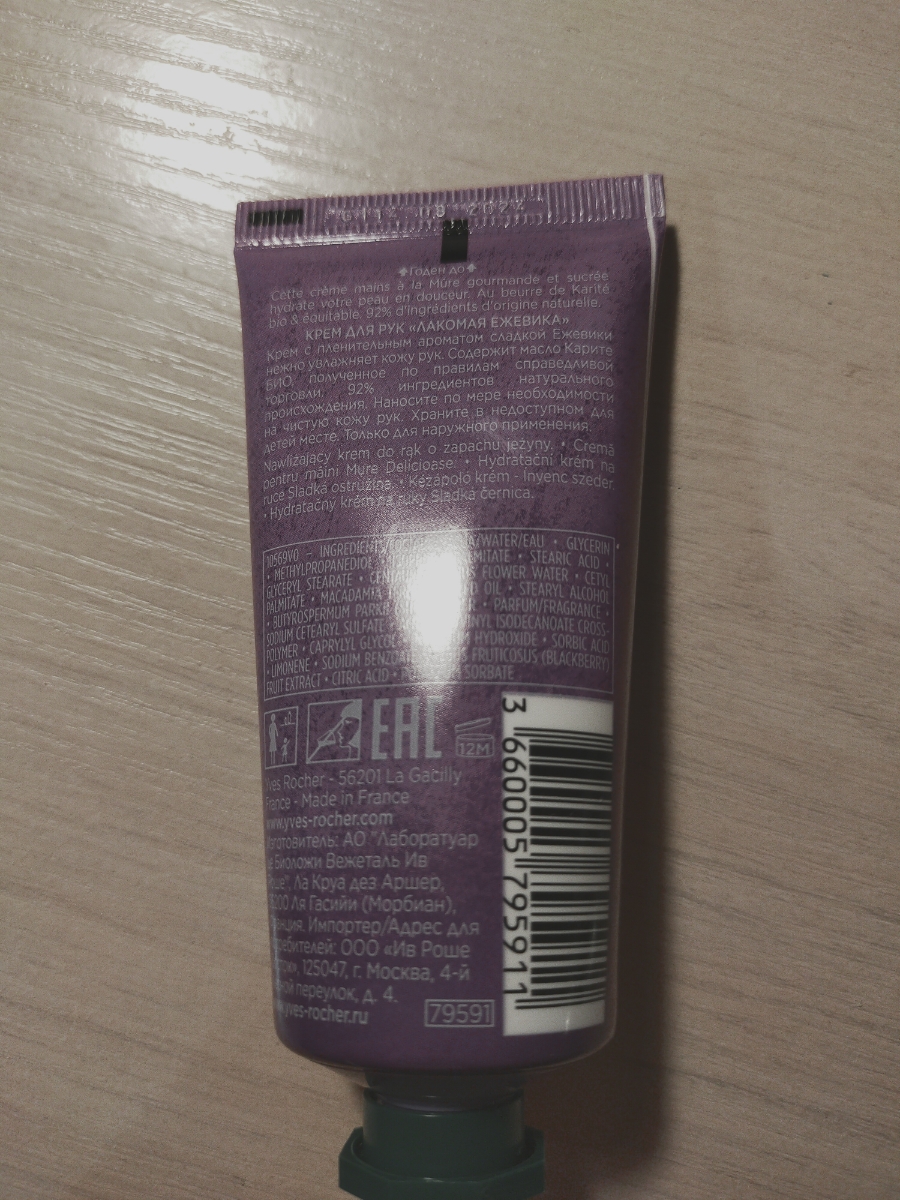 Годен до
Cette crème mains à la Mûre gourmande et sucrée
hydrate votre peau en douceur. Au beurre de Karité
bio & équitable. 92% d'ingrédients d'origine naturelle.
КРЕМ ДЛЯ РУК «ЛАКОМАЯ ЕЖЕВИКА»
Крем с пленительным ароматом сладкой Ежевики
нежно увлажняет кожу рук. Содержит масло Карите
БИО, полученное по правилам справедливой
торговли. 92% ингредиентов натурального
происхождения. Наносите по мере необходимости
на чистую кожу рук. Храните в недоступном для
детей месте. Только для наружного применения.
Nawilżający krem do rąk o zapachu jeżyny. • Cremă
pentru mâini Mure Delicioase. • Hydratační krém na
ruce Sladká ostružina. • Kézápoló krém - Ínyenc szeder.
• Hydratačný krém na ruky Sladká černica.
10569V0 - INGREDIENT /WATER/EAU • GLYCERIN
• METHYLPROPANEDIOL • STEARIC ACID •
GLYCERYL STEARATE • FLOWER WATER • CETYL
PALMITATE • MACADAMIA OIL • STEARYL ALCOHOL
• BUTYROSPERMUM • PARFUM/FRAGRANCE •
SODIUM CETEARYL SULFATE ISODECANOATE CROSS-
POLYMER • CAPRYLYL HYDROXIDE • SORBIC ACID
• LIMONENE • SODIUM FRUTICOSUS (BLACKBERRY)
FRUIT EXTRACT • CITRIC ACID • SORBATE
EAC
12M
Yves Rocher - 56201 La Gacilly
France - Made in France
www.yves-rocher.com
Изготовитель: АО "Лаборатуар
Биоложи Вежеталь Ив
Ла Круа дез Аршер,
Ля Гасийи (Морбиан),
Импортер/Адрес для
ООО «Ив Роше
125047, г. Москва, 4-й
переулок, д. 4.
yves-rocher.ru
79591
3 660005 795911